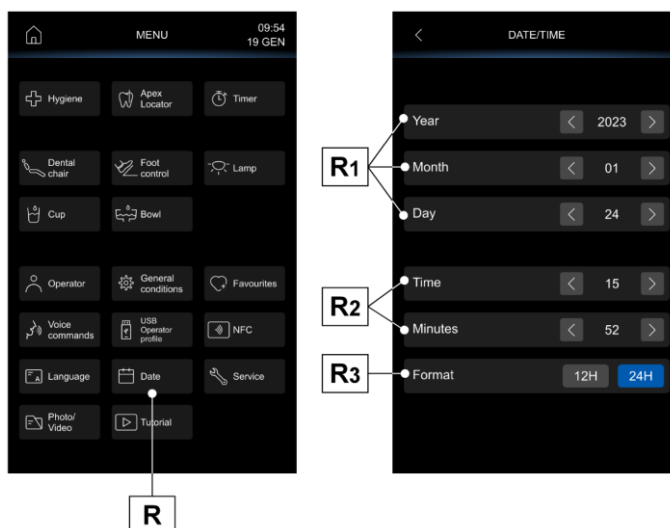 MENU
09:54
19 GEN
Hygiene
Apex
Locator
Timer
Dental
chair
Foot
control
Lamp
Cup
Bowl
Operator
General
conditions
Favourites
Voice
commands
USB
Operator
profile
NFC
Language
Date
Service
Photo/
Video
Tutorial
R
DATE/TIME
R1
Year
2023
Month
01
Day
24
R2
Time
15
Minutes
52
R3
Format
12H
24H